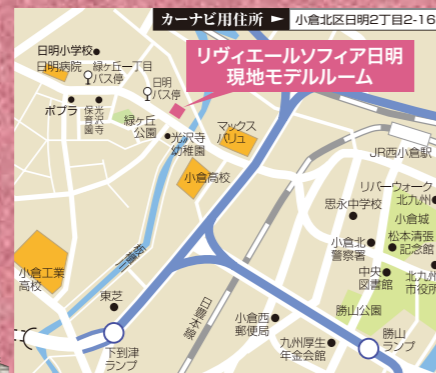 カーナビ用住所 ► 小倉北区日明2丁目2-16
リヴィエールソフィア日明
現地モデルルーム
日明小学校
日明病院
緑ヶ丘一丁目
バス停
日明
バス停
ポプラ
保育園
光沢寺
緑ヶ丘
公園
光沢寺
幼稚園
マックス
バリュ
小倉高校
JR西小倉駅
リバーウォーク
北九州
思永中学校
小倉城
小倉北
警察署
松本清張
記念館
中央
図書館
北九州
市役所
小倉工業
高校
板櫃川
東芝
日豊本線
勝山公園
小倉西
郵便局
下到津
ランプ
九州厚生
年金会館
勝山
ランプ